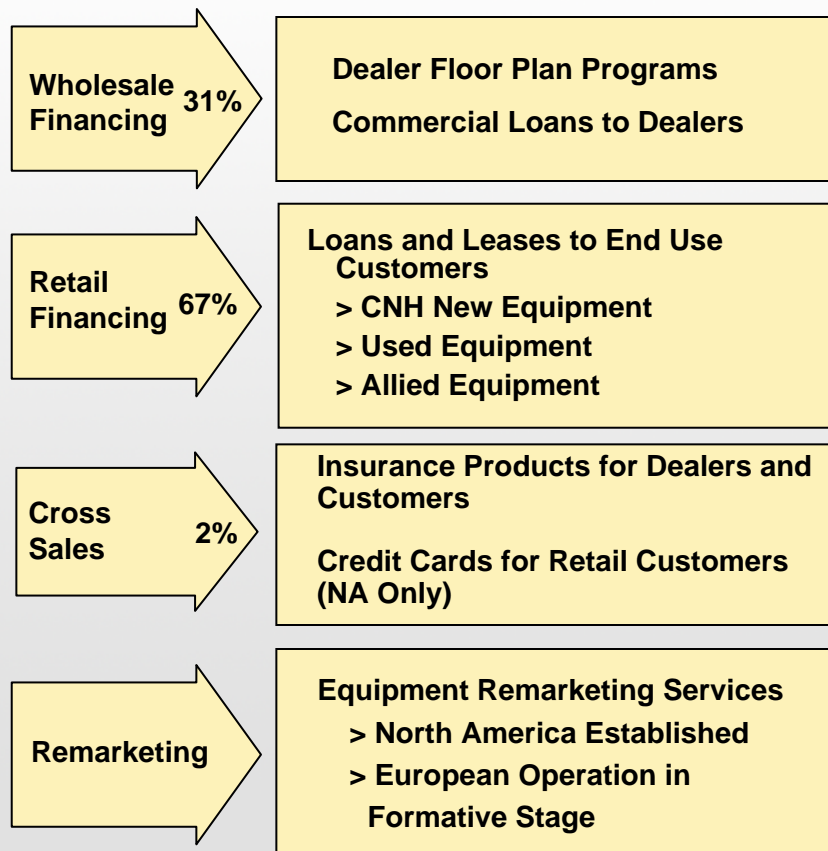 Wholesale
Financing 31%
Dealer Floor Plan Programs
Commercial Loans to Dealers
Retail
Financing 67%
Loans and Leases to End Use
Customers
> CNH New Equipment
> Used Equipment
> Allied Equipment
Cross
Sales 2%
Insurance Products for Dealers and
Customers
Credit Cards for Retail Customers
(NA Only)
Remarketing
Equipment Remarketing Services
> North America Established
> European Operation in
Formative Stage